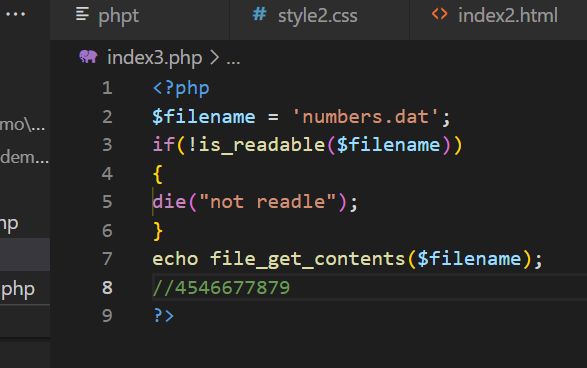 ...
phpt
# style2.css
<> index2.html
index3.php > ...
1 <?php
2 $filename = 'numbers.dat';
3 if(!is_readable($filename))
4 {
5 die("not readle");
6 }
7 echo file_get_contents($filename);
8 //4546677879
9 ?>
mo\...
dem...
np
php